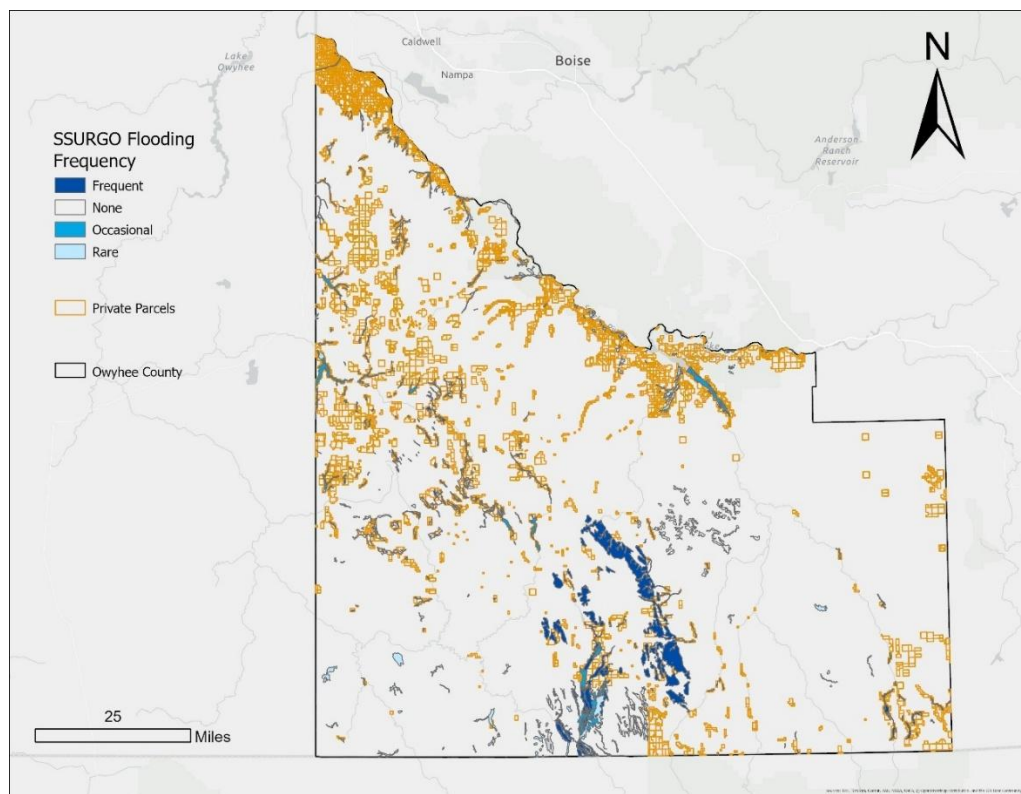 Lake
Owyhee
Caldwell
Nampa
Boise
N
Anderson
Ranch
Reservoir
SSURGO Flooding
Frequency
Frequent
None
Occasional
Rare
Private Parcels
Owyhee County
25
Miles